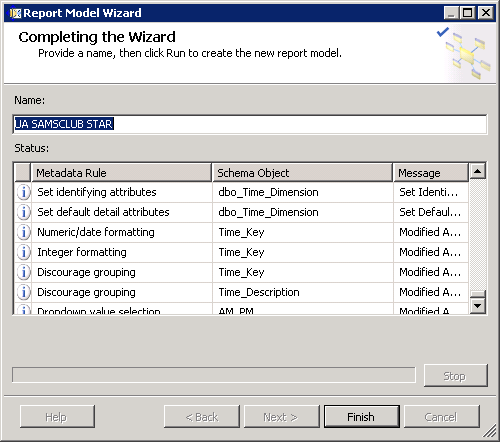 Report Model Wizard
Completing the Wizard
Provide a name, then click Run to create the new report model.
Name:
UA SAMSCLUB STAR
Status:
Metadata Rule Schema Object Message
Set identifying attributes dbo_Time_Dimension Set Identi...
Set default detail attributes dbo_Time_Dimension Set Defaul...
Numeric/date formatting Time_Key Modified A...
Integer formatting Time_Key Modified A...
Discourage grouping Time_Key Modified A...
Discourage grouping Time_Description Modified A...
Dropdown value selection AM_PM Modified A...
Stop
Help < Back Next > Finish Cancel